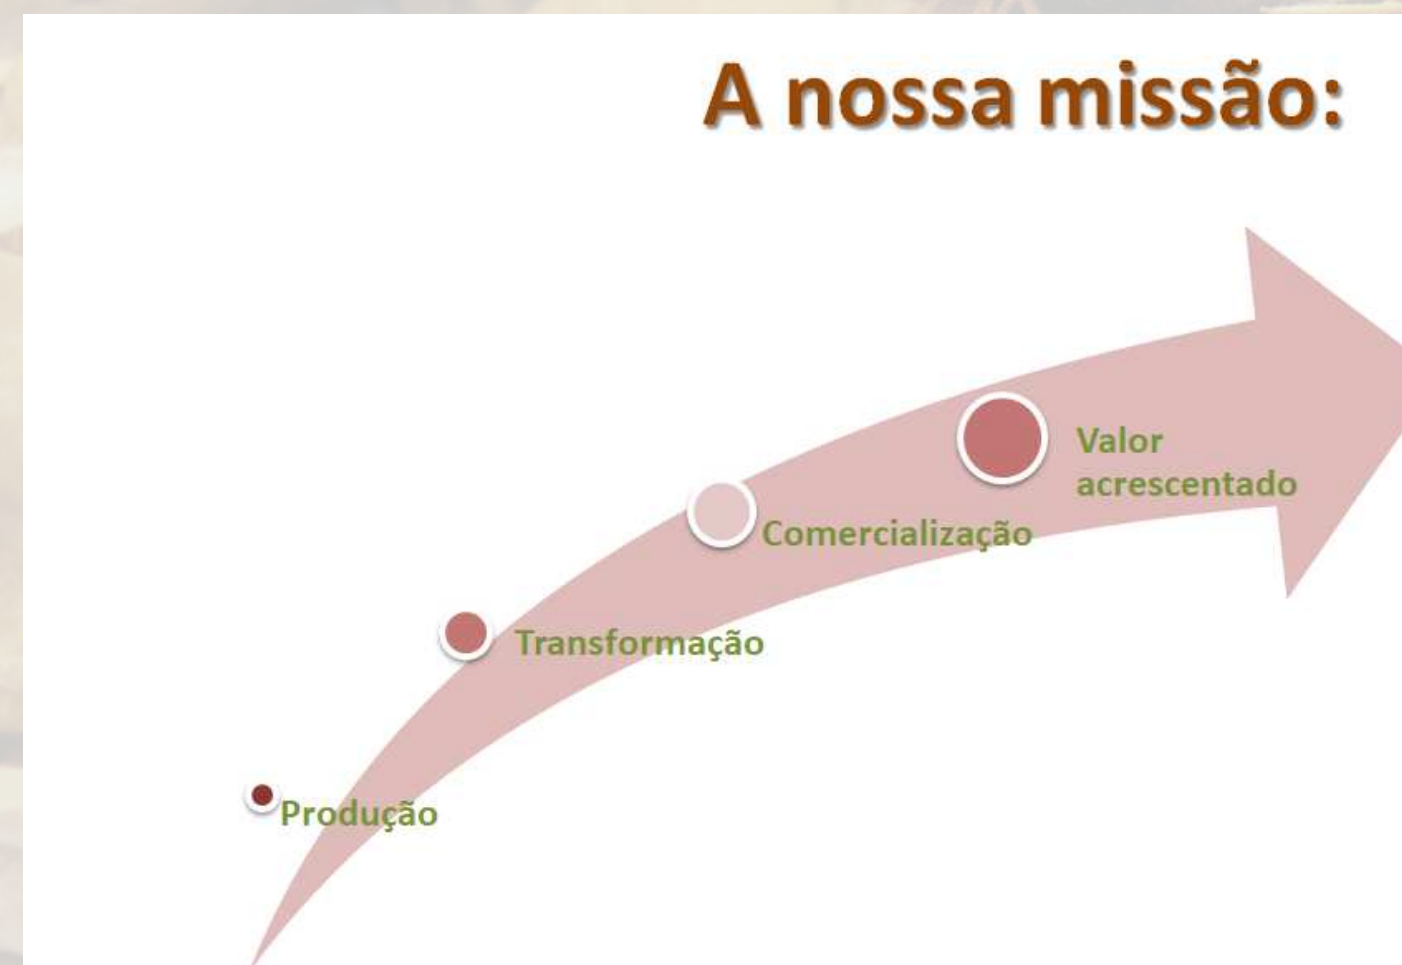 A nossa missão:
Valor
acrescentado
Comercialização
Transformação
Produção